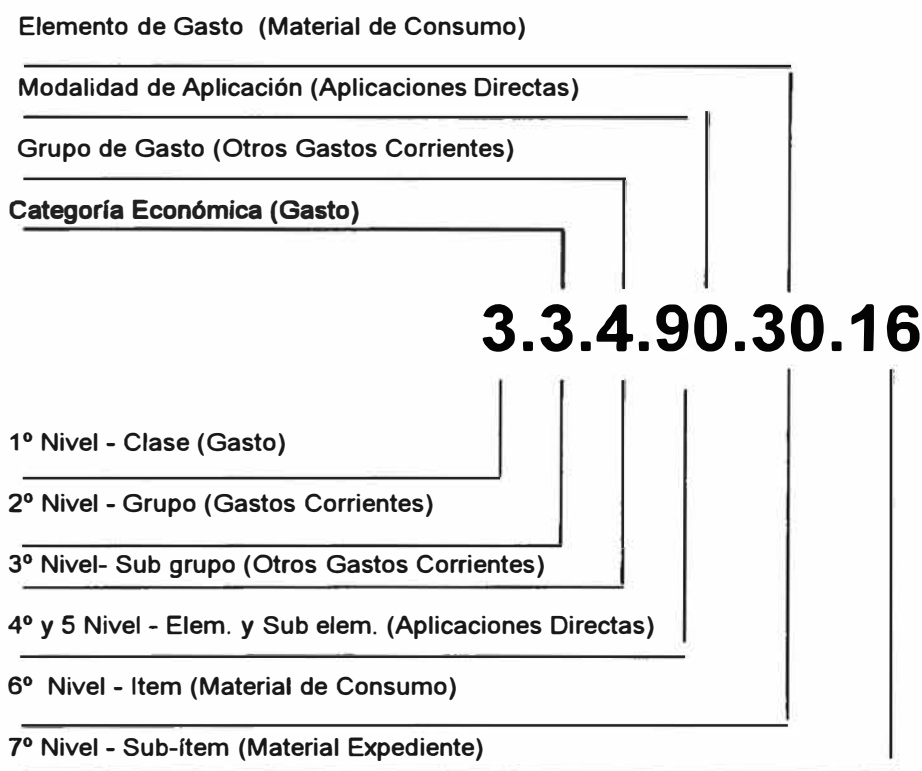 Elemento de Gasto (Material de Consumo)
Modalidad de Aplicación (Aplicaciones Directas)
Grupo de Gasto (Otros Gastos Corrientes)
Categoría Económica (Gasto)
3.3.4.90.30.16
1º Nivel - Clase (Gasto)
2º Nivel - Grupo (Gastos Corrientes)
3º Nivel- Sub grupo (Otros Gastos Corrientes)
4º y 5 Nivel - Elem. y Sub elem. (Aplicaciones Directas)
6º Nivel - Item (Material de Consumo)
7º Nivel - Sub-ítem (Material Expediente)